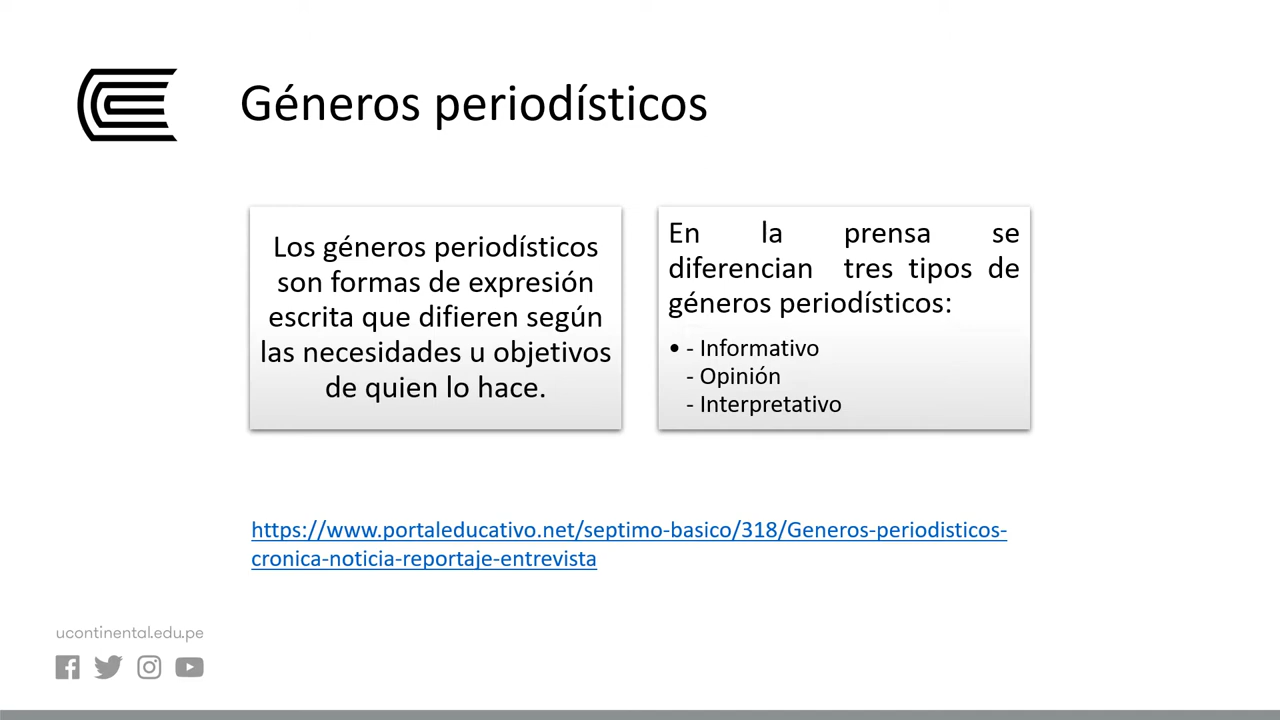 Géneros periodísticos
Los géneros periodísticos
son formas de expresión
escrita que difieren según
las necesidades u objetivos
de quien lo hace.
En la prensa se
diferencian tres tipos de
géneros periodísticos:
• - Informativo
- Opinión
- Interpretativo
https://www.portaleducativo.net/septimo-basico/318/Generos-periodisticos-
cronica-noticia-reportaje-entrevista
ucontinental.edu.pe